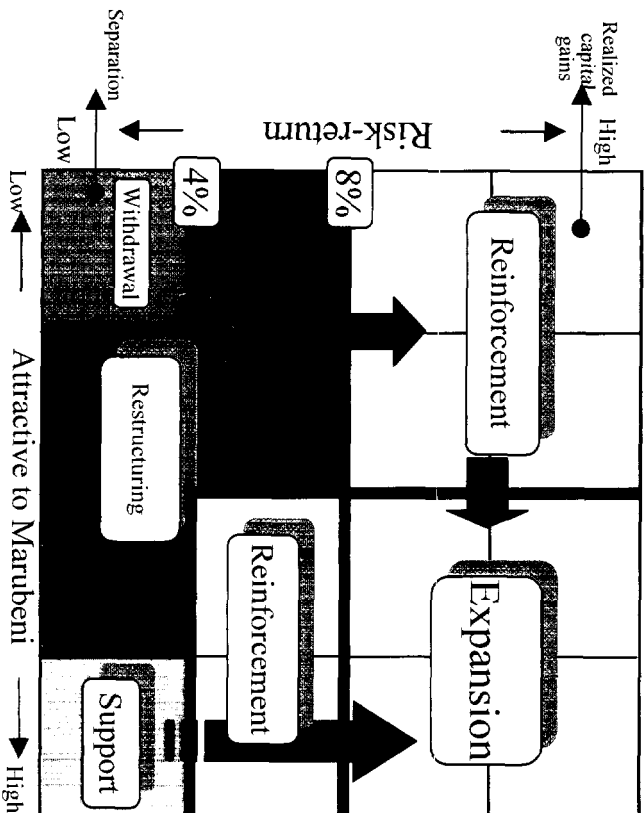 Realized
capital
gains
High
Reinforcement
Expansion
Risk-return
8%
Reinforcement
4%
Separation
Low
Withdrawal
Restructuring
Support
Low
Attractive to Marubeni
High